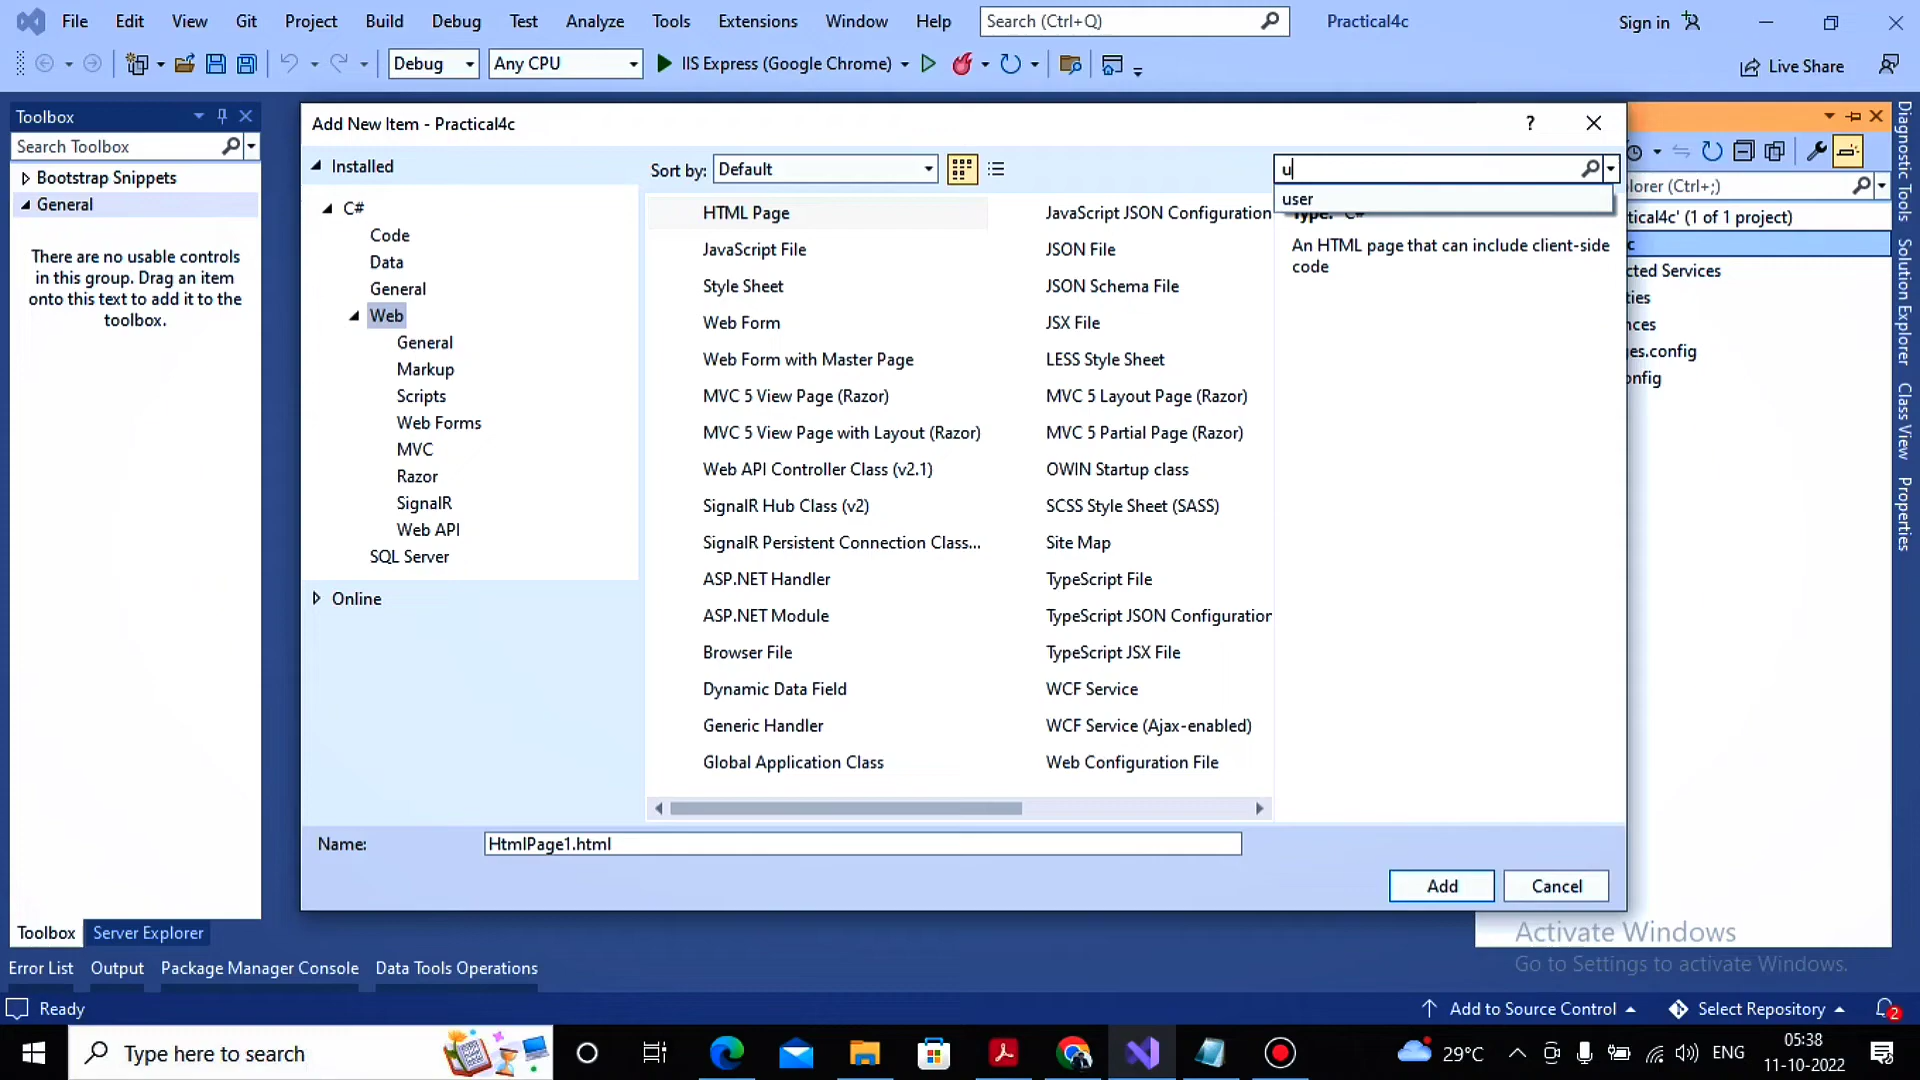 File Edit View Git Project Build Debug Test Analyze Tools Extensions Window Help Search (Ctrl+Q) Practical4c Sign in
Debug Any CPU IIS Express (Google Chrome) Live Share
Toolbox
Search Toolbox
Bootstrap Snippets
General
There are no usable controls
in this group. Drag an item
onto this text to add it to the
toolbox.
Toolbox Server Explorer
Add New Item - Practical4c ?
Installed
C#
Code
Data
General
Web
General
Markup
Scripts
Web Forms
MVC
Razor
SignalR
Web API
SQL Server
Online
Sort by: Default
HTML Page
JavaScript File
Style Sheet
Web Form
Web Form with Master Page
MVC 5 View Page (Razor)
MVC 5 View Page with Layout (Razor)
Web API Controller Class (v2.1)
SignalR Hub Class (v2)
SignalR Persistent Connection Class...
ASP.NET Handler
ASP.NET Module
Browser File
Dynamic Data Field
Generic Handler
Global Application Class
JavaScript JSON Configuration
JSON File
JSON Schema File
JSX File
LESS Style Sheet
MVC 5 Layout Page (Razor)
MVC 5 Partial Page (Razor)
OWIN Startup class
SCSS Style Sheet (SASS)
Site Map
TypeScript File
TypeScript JSON Configuration
TypeScript JSX File
WCF Service
WCF Service (Ajax-enabled)
Web Configuration File
u
user
Type: C#
An HTML page that can include client-side
code
Name: HtmlPage1.html
Add Cancel
lorer (Ctrl+;)
tical4c' (1 of 1 project)
c
cted Services
ties
nces
es.config
nfig
Diagnostic Tools
Solution Explorer
Class View
Properties
Activate Windows
Go to Settings to activate Windows.
Error List Output Package Manager Console Data Tools Operations
Ready Add to Source Control Select Repository 2
Type here to search 29°C ENG 05:38
11-10-2022